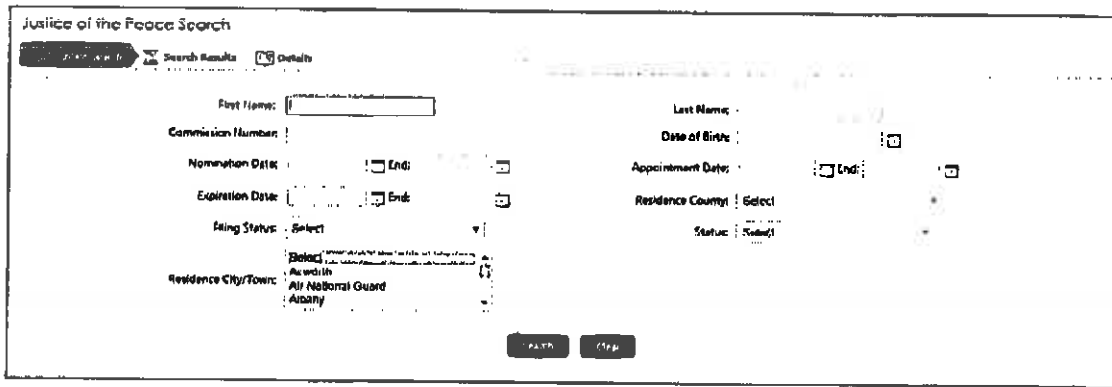 Justice of the Peace Search
Search Results Details
First Name: Last Name:
Commission Number: Date of Birth:
Nomination Date: End: Appointment Date: End:
Expiration Date: End: Residence County: Select
Filing Status: Select Status: Select
Residence City/Town: Select
Acworth
Air National Guard
Albany
Search Clear